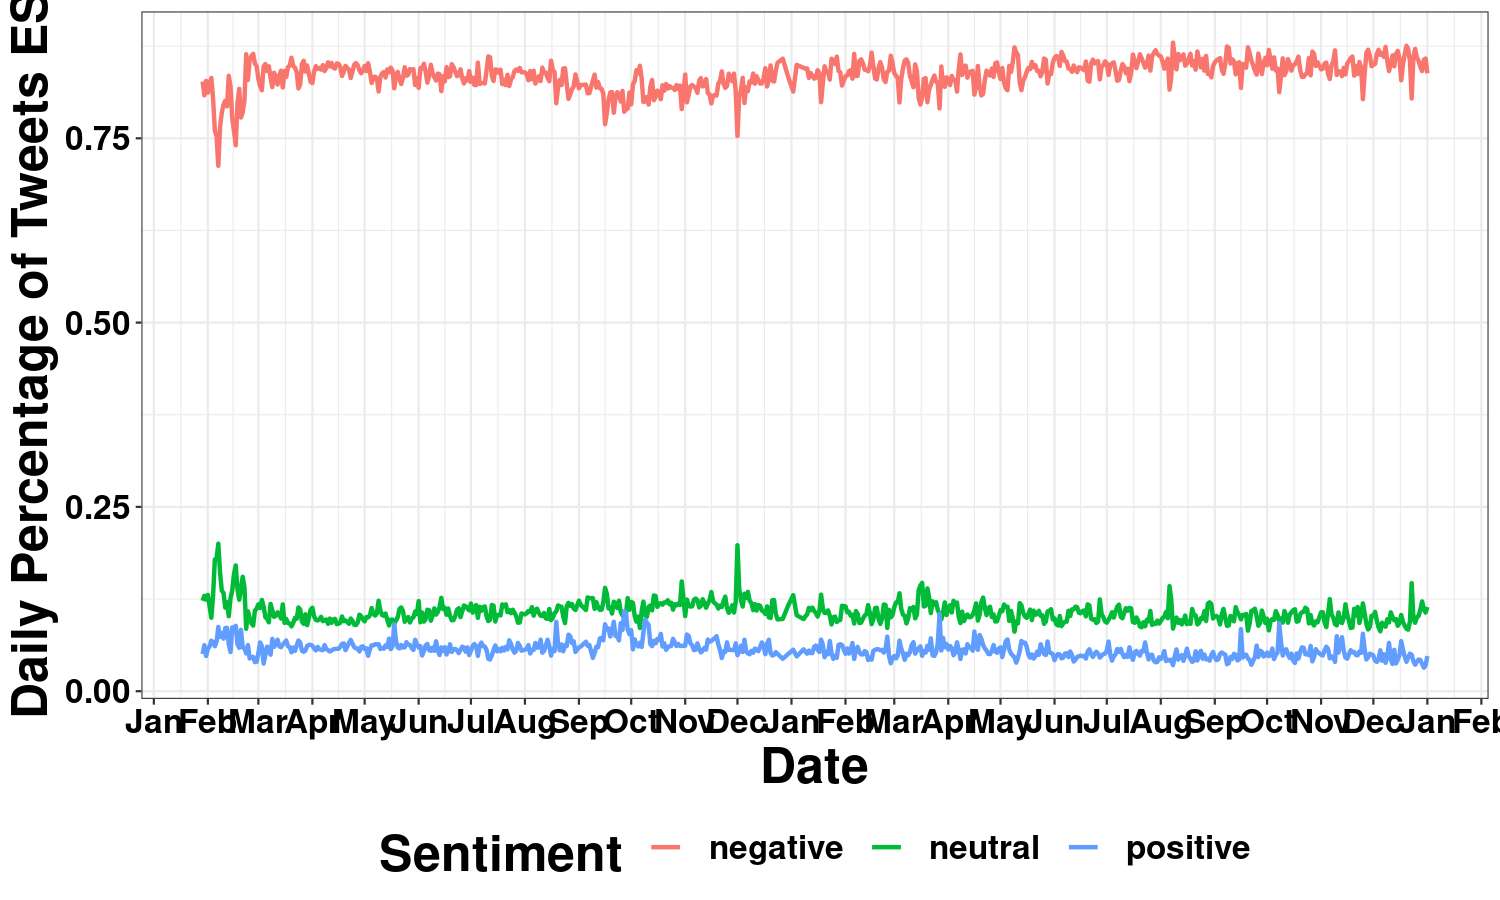 Daily Percentage of Tweets ES
0.75
0.50
0.25
0.00
Jan Feb Mar Apr May Jun Jul Aug Sep Oct Nov Dec Jan Feb Mar Apr May Jun Jul Aug Sep Oct Nov Dec Jan Feb
Date
Sentiment negative neutral positive